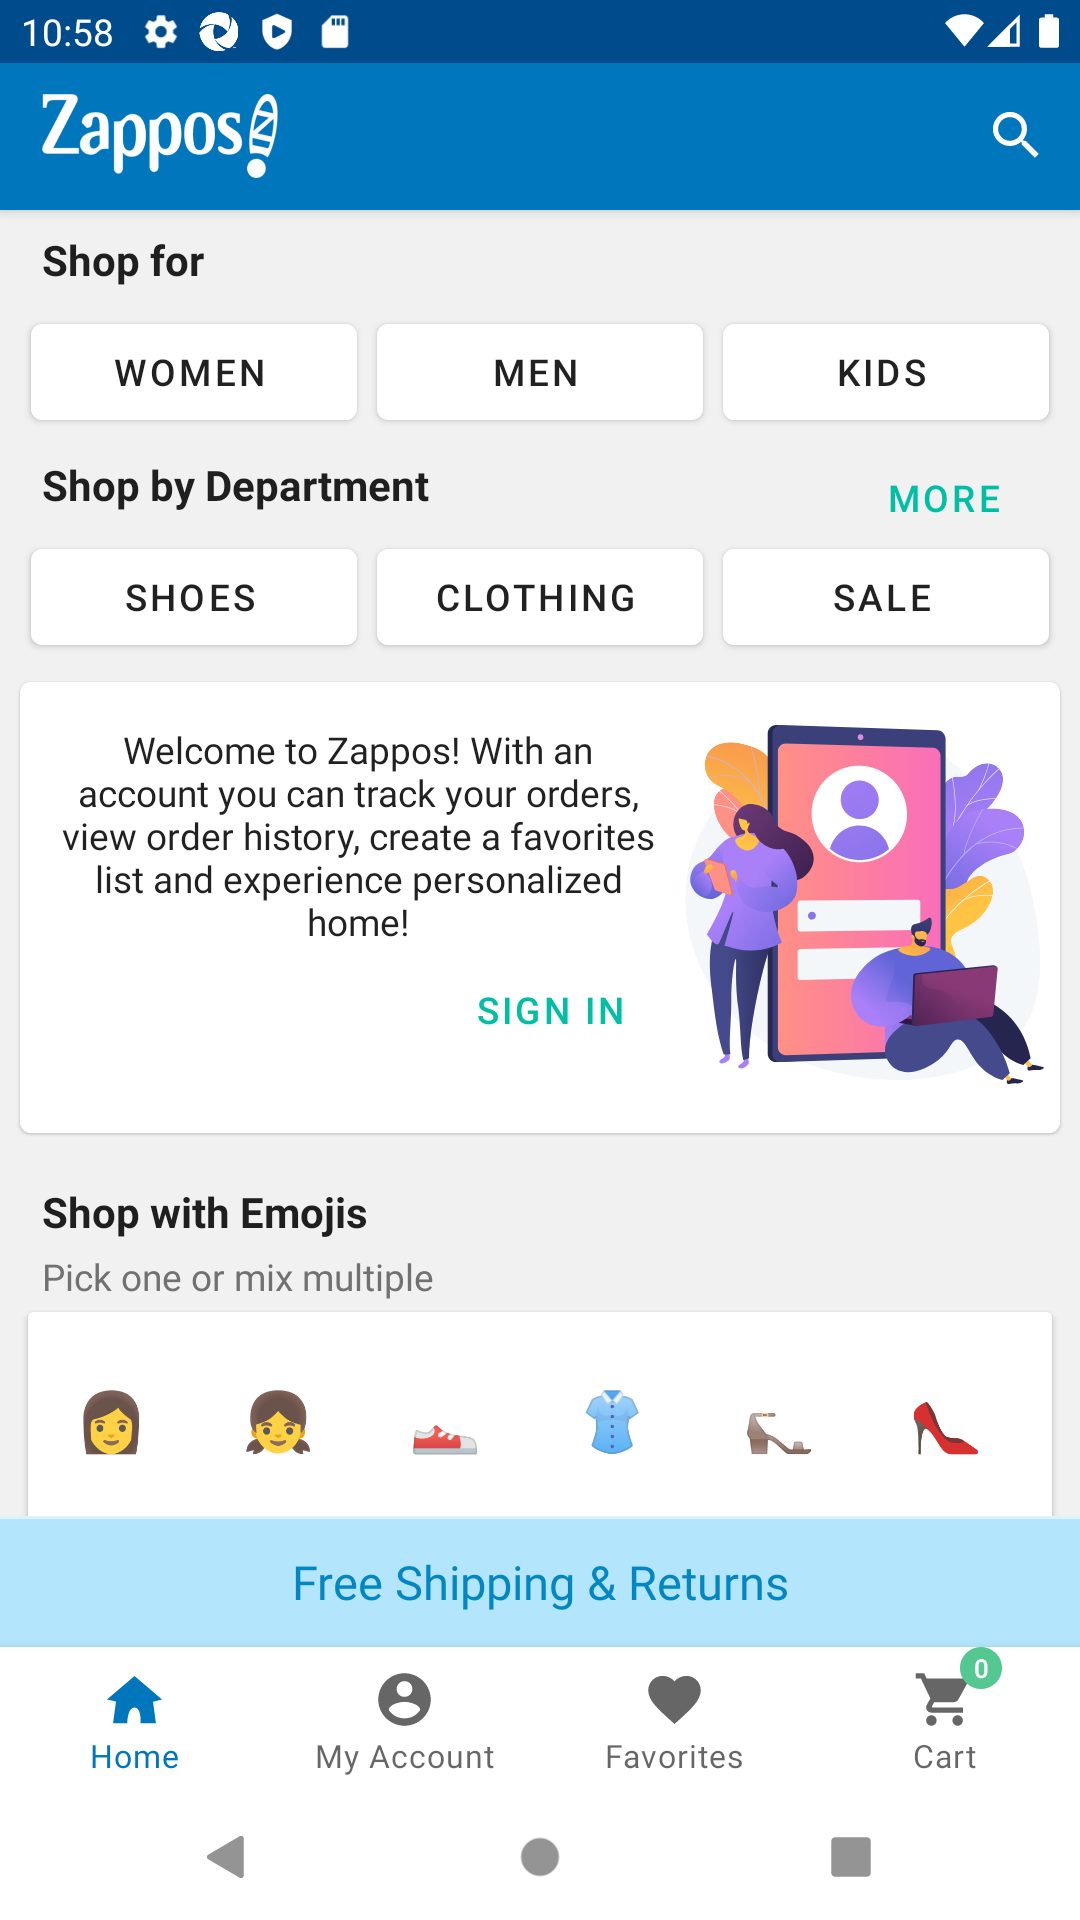 10:58
Zappos
Shop for
WOMEN
MEN
KIDS
Shop by Department
MORE
SHOES
CLOTHING
SALE
Welcome to Zappos! With an
account you can track your orders,
view order history, create a favorites
list and experience personalized
home!
SIGN IN
Shop with Emojis
Pick one or mix multiple
Free Shipping & Returns
0
Home
My Account
Favorites
Cart